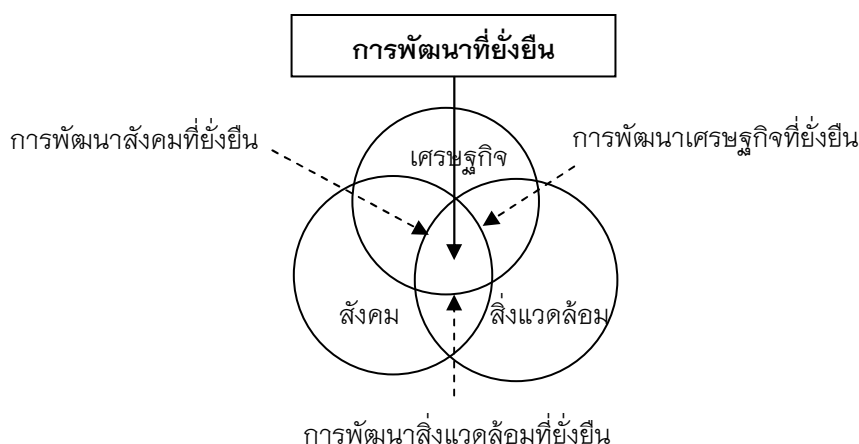 การพัฒนาที่ยั่งยืน
การพัฒนาสังคมที่ยั่งยืน
การพัฒนาเศรษฐกิจที่ยั่งยืน
เศรษฐกิจ
สังคม
สิ่งแวดล้อม
การพัฒนาสิ่งแวดล้อมที่ยั่งยืน